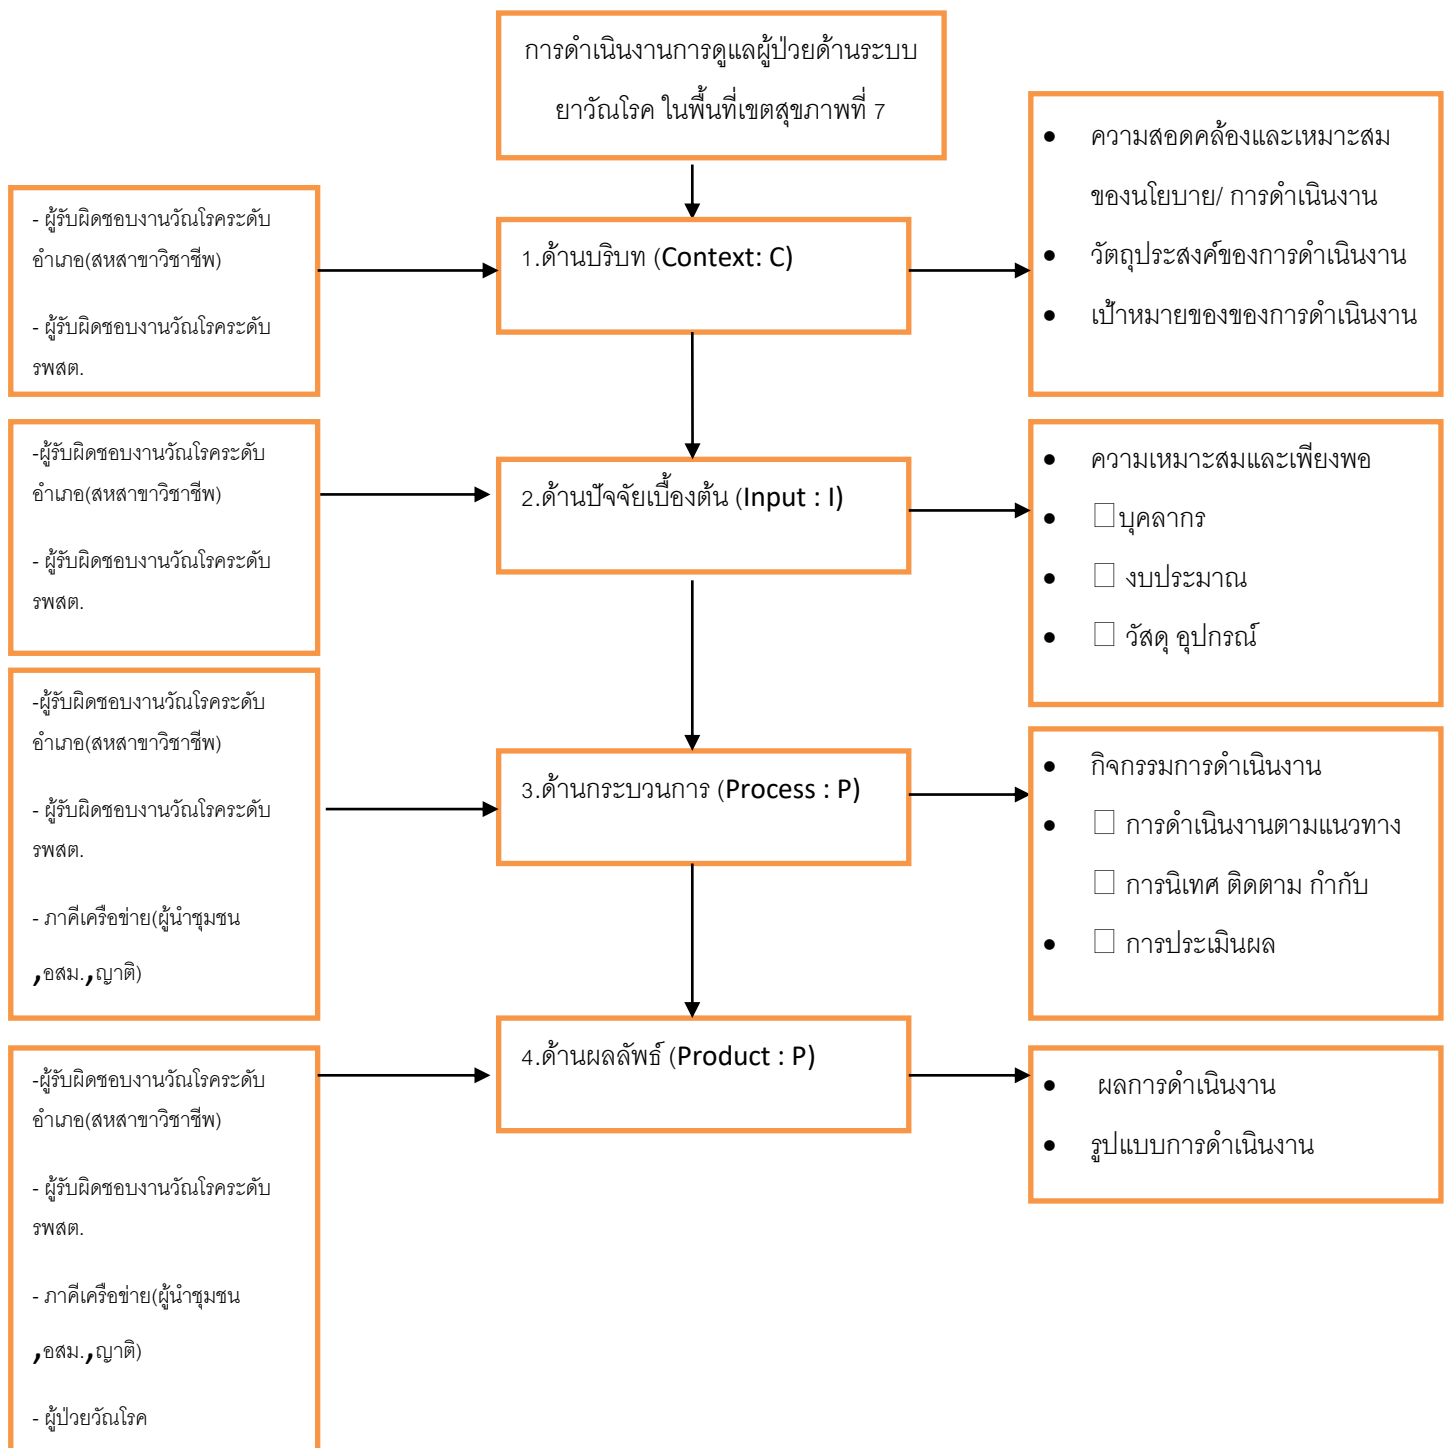 การดำเนินงานการดูแลผู้ป่วยด้านระบบ
ยาวัณโรค ในพื้นที่เขตสุขภาพที่ 7
- ผู้รับผิดชอบงานวัณโรคระดับ
อำเภอ(สหสาขาวิชาชีพ)
- ผู้รับผิดชอบงานวัณโรคระดับ
รพสต.
1.ด้านบริบท (Context: C)
• ความสอดคล้องและเหมาะสม
ของนโยบาย/ การดำเนินงาน
• วัตถุประสงค์ของการดำเนินงาน
• เป้าหมายของของการดำเนินงาน
-ผู้รับผิดชอบงานวัณโรคระดับ
อำเภอ(สหสาขาวิชาชีพ)
- ผู้รับผิดชอบงานวัณโรคระดับ
รพสต.
2.ด้านปัจจัยเบื้องต้น (Input : I)
• ความเหมาะสมและเพียงพอ
• □บุคลากร
• □ งบประมาณ
• □ วัสดุ อุปกรณ์
-ผู้รับผิดชอบงานวัณโรคระดับ
อำเภอ(สหสาขาวิชาชีพ)
- ผู้รับผิดชอบงานวัณโรคระดับ
รพสต.
- ภาคีเครือข่าย(ผู้นำชุมชน
,อสม.,ญาติ)
3.ด้านกระบวนการ (Process : P)
• กิจกรรมการดำเนินงาน
• □ การดำเนินงานตามแนวทาง
□ การนิเทศ ติดตาม กำกับ
• □ การประเมินผล
-ผู้รับผิดชอบงานวัณโรคระดับ
อำเภอ(สหสาขาวิชาชีพ)
- ผู้รับผิดชอบงานวัณโรคระดับ
รพสต.
- ภาคีเครือข่าย(ผู้นำชุมชน
,อสม.,ญาติ)
- ผู้ป่วยวัณโรค
4.ด้านผลลัพธ์ (Product : P)
• ผลการดำเนินงาน
• รูปแบบการดำเนินงาน